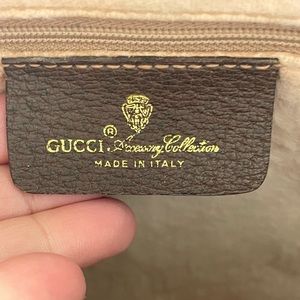 ®
GUCCI Accessory Collection
MADE IN ITALY